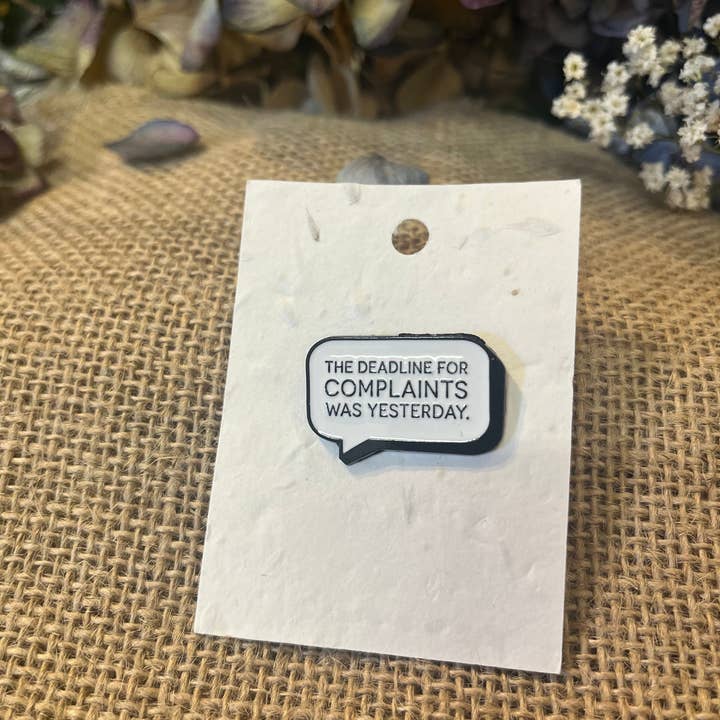 THE DEADLINE FOR
COMPLAINTS
WAS YESTERDAY.